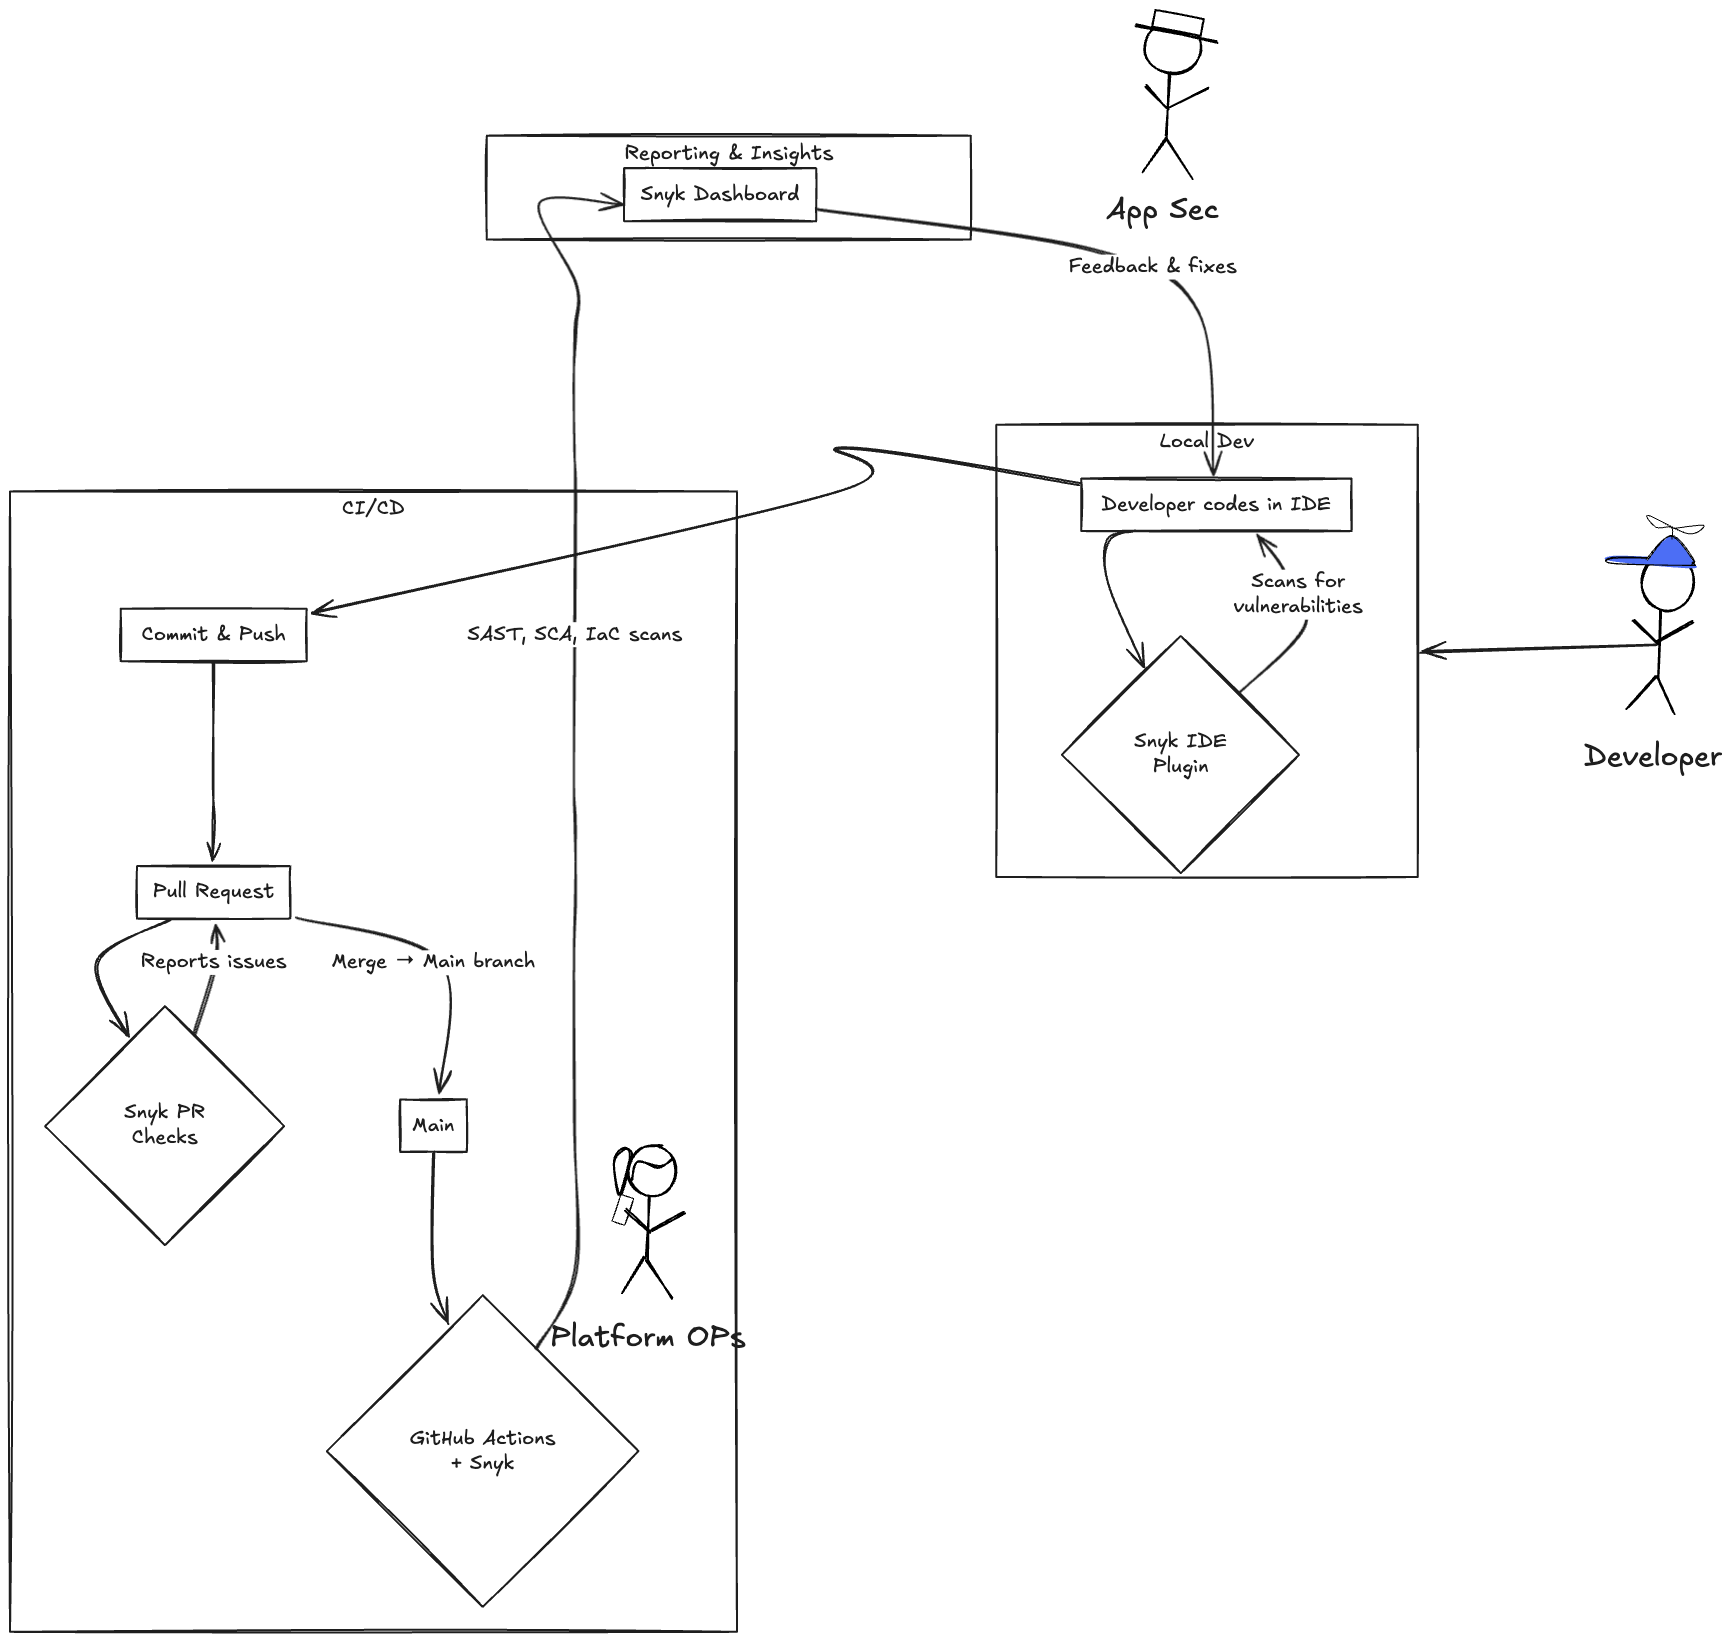 Reporting & Insights
Snyk Dashboard
App Sec
Feedback & fixes
Local Dev
Developer codes in IDE
Scans for
vulnerabilities
Snyk IDE
Plugin
Developer
CI/CD
Commit & Push
SAST, SCA, IaC scans
Pull Request
Reports issues
Merge → Main branch
Snyk PR
Checks
Main
Platform OPs
GitHub Actions
+ Snyk